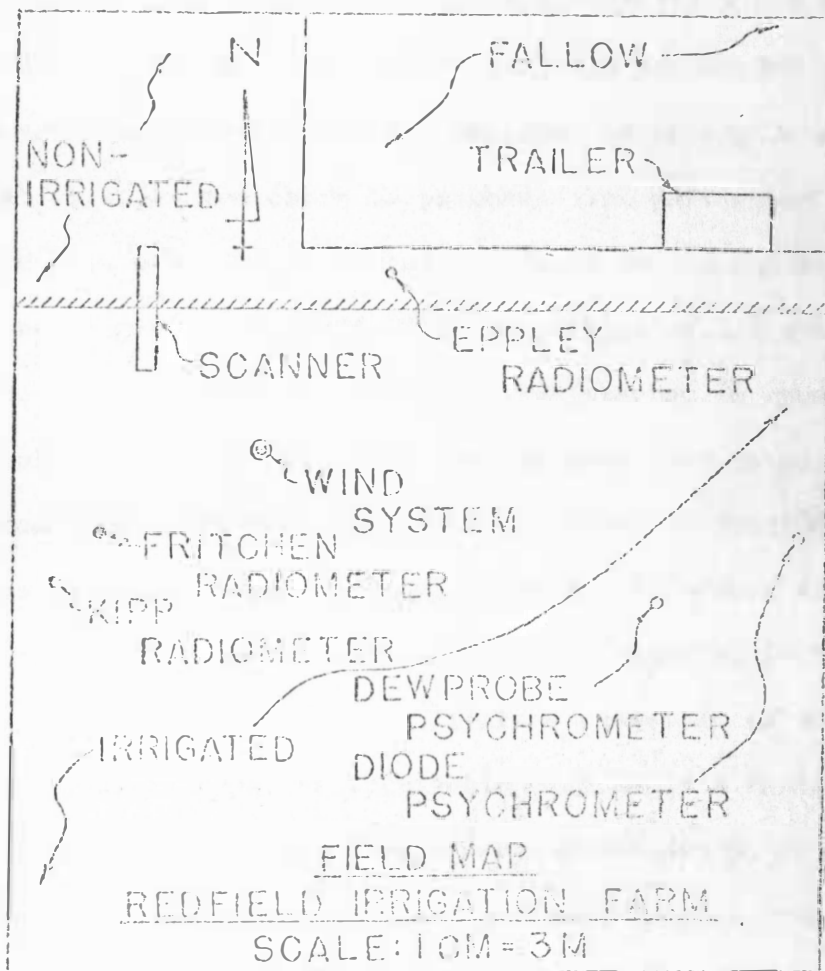 N
FALLOW
NON-
IRRIGATED
TRAILER
SCANNER
EPPLEY
RADIOMETER
WIND
SYSTEM
FRITCHEN
RADIOMETER
KIPP
RADIOMETER
DEWPROBE
PSYCHROMETER
IRRIGATED
DIODE
PSYCHROMETER
FIELD MAP
REDFIELD IRRIGATION FARM
SCALE: 1 CM = 3 M